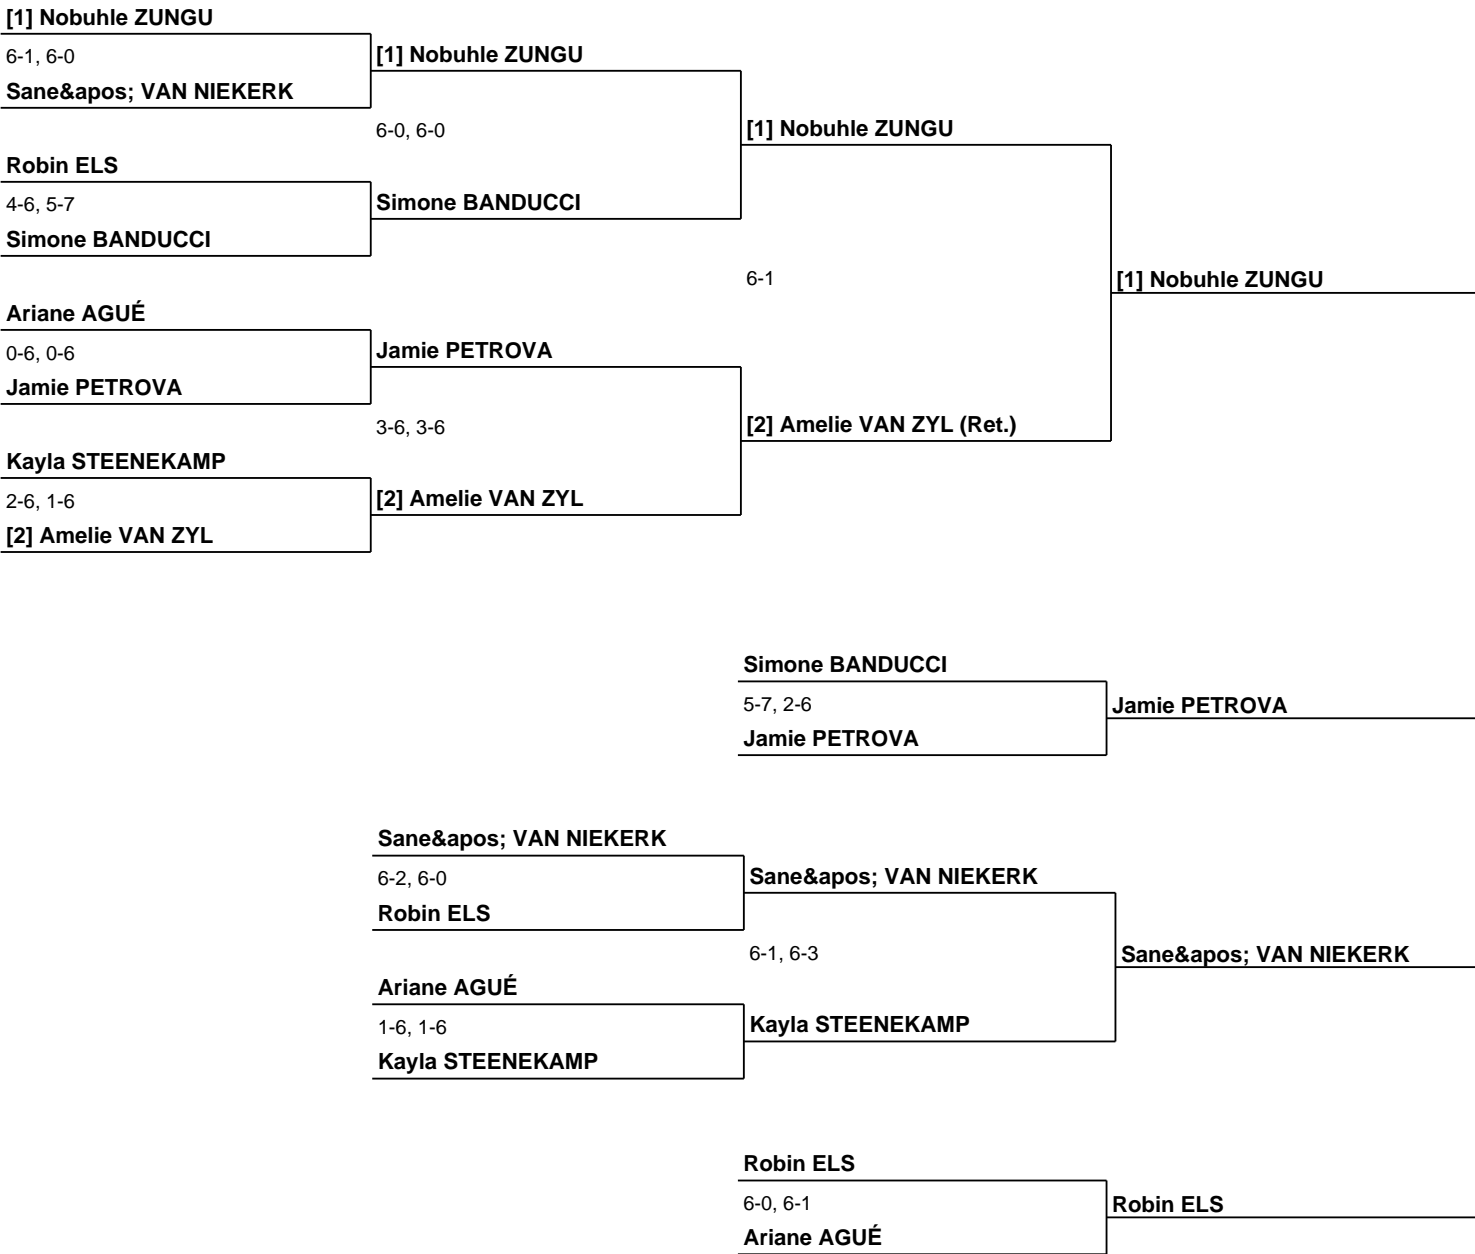 [1] Nobuhle ZUNGU
6-1, 6-0
[1] Nobuhle ZUNGU
Sane&apos; VAN NIEKERK
6-0, 6-0
[1] Nobuhle ZUNGU
Robin ELS
4-6, 5-7
Simone BANDUCCI
Simone BANDUCCI
6-1
[1] Nobuhle ZUNGU
Ariane AGUÉ
0-6, 0-6
Jamie PETROVA
Jamie PETROVA
3-6, 3-6
[2] Amelie VAN ZYL (Ret.)
Kayla STEENEKAMP
2-6, 1-6
[2] Amelie VAN ZYL
[2] Amelie VAN ZYL
Simone BANDUCCI
5-7, 2-6
Jamie PETROVA
Jamie PETROVA
Sane&apos; VAN NIEKERK
6-2, 6-0
Sane&apos; VAN NIEKERK
Robin ELS
6-1, 6-3
Sane&apos; VAN NIEKERK
Ariane AGUÉ
1-6, 1-6
Kayla STEENEKAMP
Kayla STEENEKAMP
Robin ELS
6-0, 6-1
Robin ELS
Ariane AGUÉ